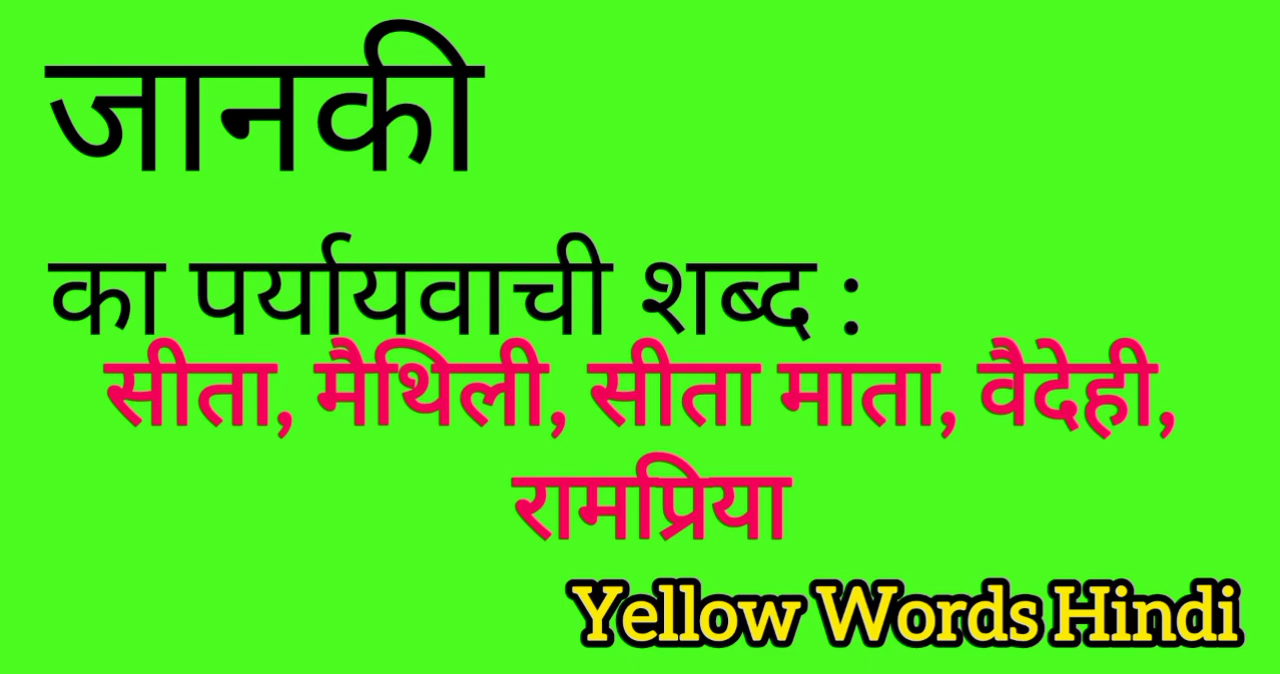 जानकी
का पर्यायवाची शब्द :
सीता, मैथिली, सीता माता, वैदेही,
रामप्रिया
Yellow Words Hindi